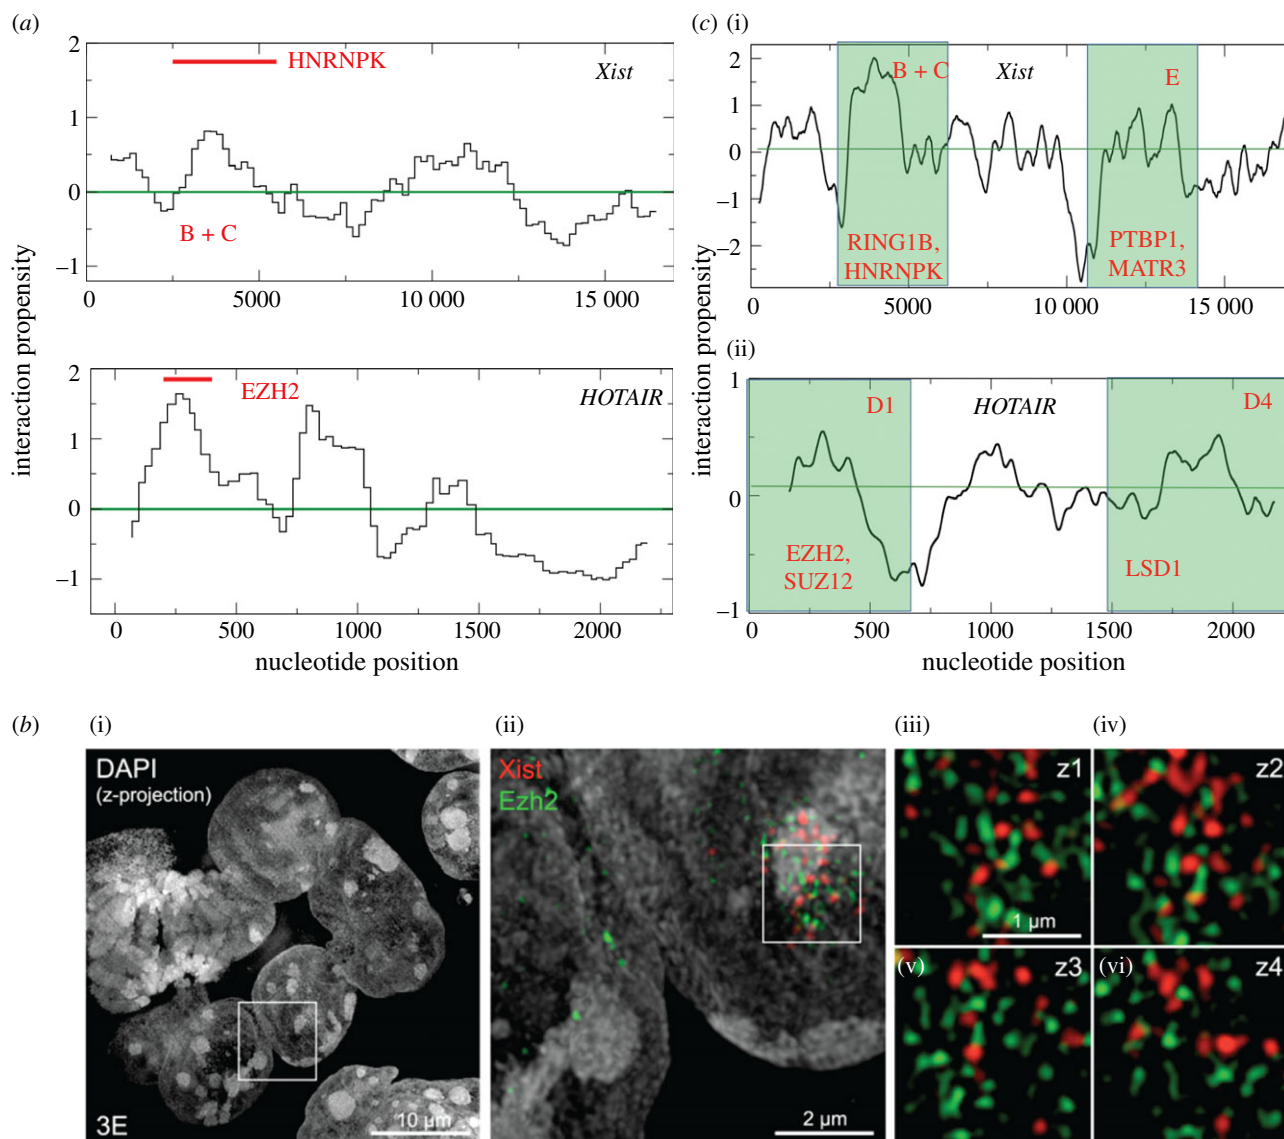 (a)
2
1
0
−1
HNRNPK
Xist
B + C
0
5000
10 000
15 000
2
1
0
−1
EZH2
HOTAIR
0
500
1000
1500
2000
nucleotide position
interaction propensity
(c) (i)
2
1
0
−1
−2
B + C
Xist
E
RING1B,
HNRNPK
PTBP1,
MATR3
0
5000
10 000
15 000
(ii)
1
0
−1
D1
HOTAIR
D4
EZH2,
SUZ12
LSD1
0
500
1000
1500
2000
nucleotide position
interaction propensity
(b) (i)
DAPI
(z-projection)
3E
10 µm
(ii)
Xist
Ezh2
2 µm
(iii)
z1
1 µm
(iv)
z2
(v)
z3
(vi)
z4